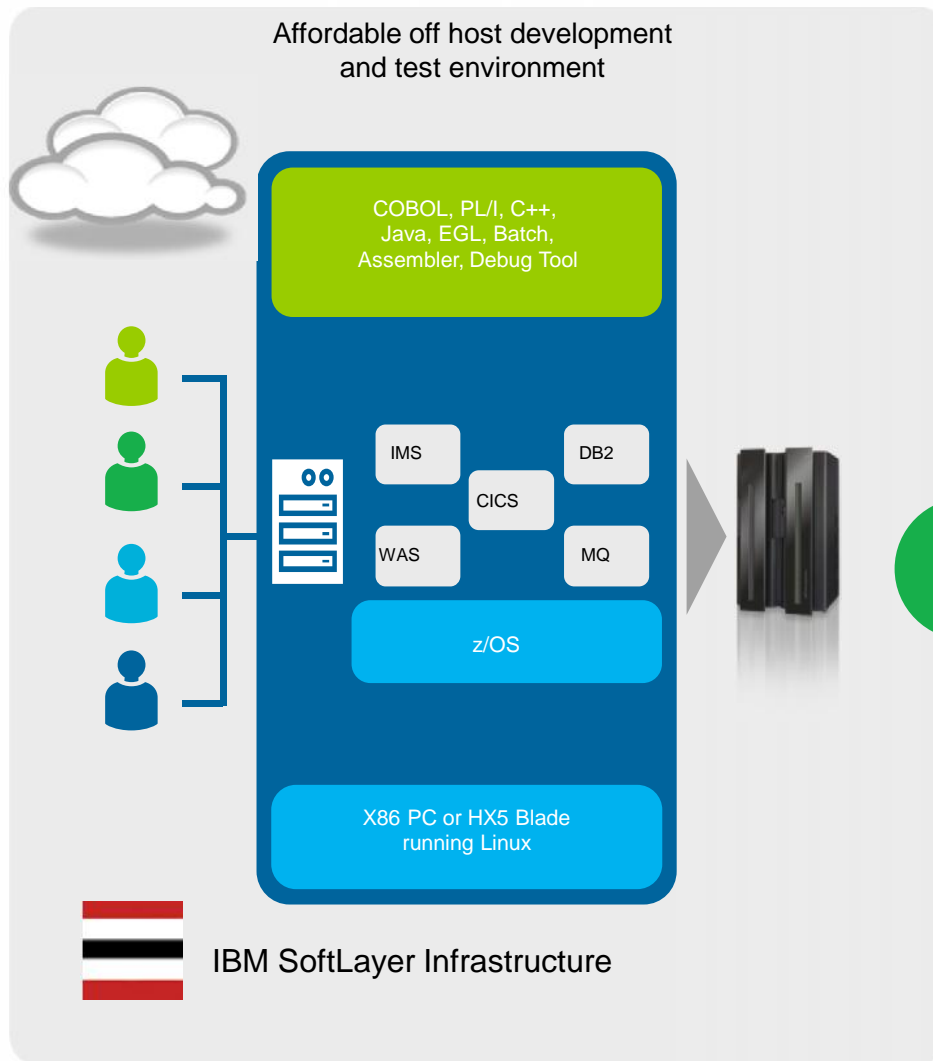 Affordable off host development
and test environment
COBOL, PL/I, C++,
Java, EGL, Batch,
Assembler, Debug Tool
IMS
DB2
CICS
WAS
MQ
z/OS
X86 PC or HX5 Blade
running Linux
IBM SoftLayer Infrastructure